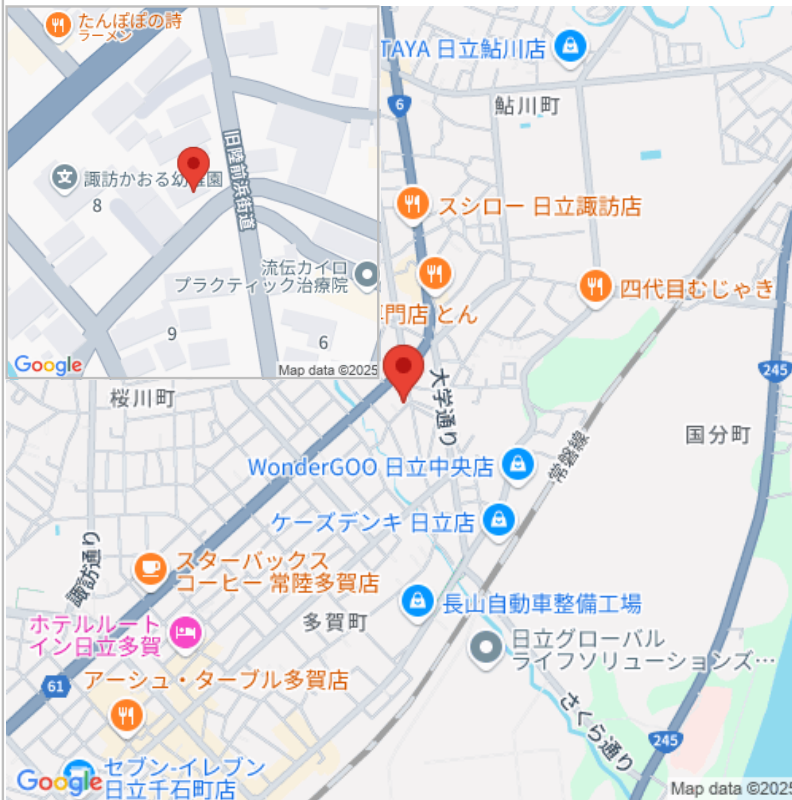 たんぽぽの詩
ラーメン
旧陸前浜街道
文
諏訪かおる幼稚園
8
流伝カイロ
プラクティック治療院
9
6
Google
Map data ©2025
TAYA 日立鮎川店
6
鮎川町
スシロー 日立諏訪店
四代目むじゃき
門店 とん
245
桜川町
大学通り
国分町
WonderGOO 日立中央店
常磐線
ケーズデンキ 日立店
諏訪通り
スターバックス
コーヒー 常陸多賀店
長山自動車整備工場
多賀町
ホテルルート
イン日立多賀
日立グローバル
ライフソリューションズ…
アーシュ・ターブル多賀店
61
さくら通り
245
セブン-イレブン
日立千石町店
Google
Map data ©2025